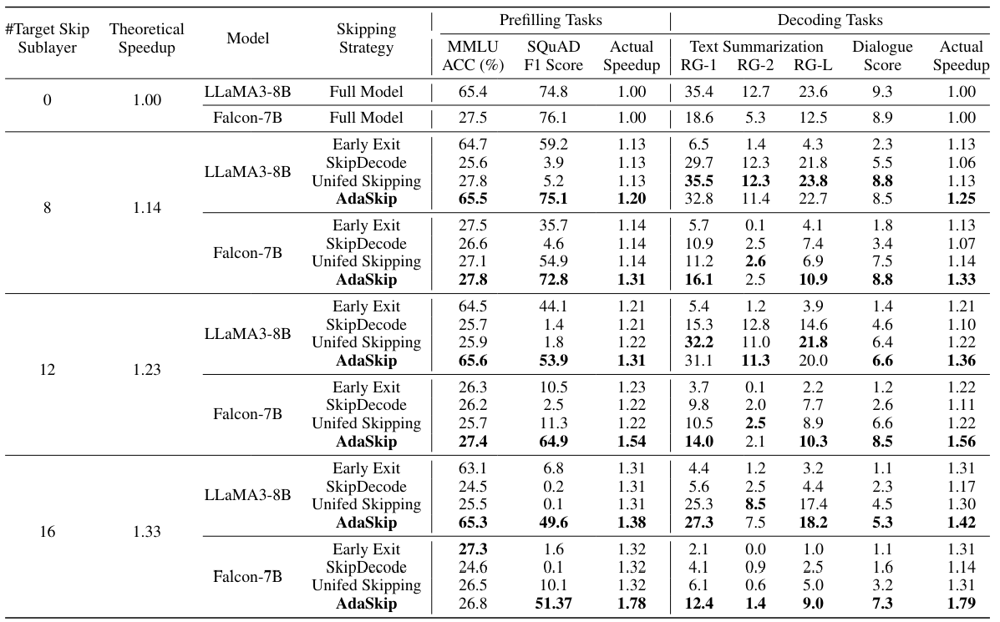 Prefilling Tasks Decoding Tasks
#Target Skip Theoretical Model Skipping
Sublayer Speedup Strategy
MMLU SQuAD Actual Text Summarization Dialogue Actual
ACC (%) F1 Score Speedup RG-1 RG-2 RG-L Score Speedup
0 1.00
LLaMA3-8B Full Model 65.4 74.8 1.00 35.4 12.7 23.6 9.3 1.00
Falcon-7B Full Model 27.5 76.1 1.00 18.6 5.3 12.5 8.9 1.00
8 1.14
LLaMA3-8B
Early Exit 64.7 59.2 1.13 6.5 1.4 4.3 2.3 1.13
SkipDecode 25.6 3.9 1.13 29.7 12.3 21.8 5.5 1.06
Unifed Skipping 27.8 5.2 1.13 35.5 12.3 23.8 8.8 1.13
AdaSkip 65.5 75.1 1.20 32.8 11.4 22.7 8.5 1.25
Falcon-7B
Early Exit 27.5 35.7 1.14 5.7 0.1 4.1 1.8 1.13
SkipDecode 26.6 4.6 1.14 10.9 2.5 7.4 3.4 1.07
Unifed Skipping 27.1 54.9 1.14 11.2 2.6 6.9 7.5 1.14
AdaSkip 27.8 72.8 1.31 16.1 2.5 10.9 8.8 1.33
12 1.23
LLaMA3-8B
Early Exit 64.5 44.1 1.21 5.4 1.2 3.9 1.4 1.21
SkipDecode 25.7 1.4 1.21 15.3 12.8 14.6 4.6 1.10
Unifed Skipping 25.9 1.8 1.22 32.2 11.0 21.8 6.4 1.22
AdaSkip 65.6 53.9 1.31 31.1 11.3 20.0 6.6 1.36
Falcon-7B
Early Exit 26.3 10.5 1.23 3.7 0.1 2.2 1.2 1.22
SkipDecode 26.2 2.5 1.22 9.8 2.0 7.7 2.6 1.11
Unifed Skipping 25.7 11.3 1.22 10.5 2.5 8.9 6.6 1.22
AdaSkip 27.4 64.9 1.54 14.0 2.1 10.3 8.5 1.56
16 1.33
LLaMA3-8B
Early Exit 63.1 6.8 1.31 4.4 1.2 3.2 1.1 1.31
SkipDecode 24.5 0.2 1.31 5.6 2.5 4.4 2.3 1.17
Unifed Skipping 25.5 0.1 1.31 25.3 8.5 17.4 4.5 1.30
AdaSkip 65.3 49.6 1.38 27.3 7.5 18.2 5.3 1.42
Falcon-7B
Early Exit 27.3 1.6 1.32 2.1 0.0 1.0 1.1 1.31
SkipDecode 24.6 0.1 1.32 4.1 0.9 2.5 1.6 1.14
Unifed Skipping 26.5 10.1 1.32 6.1 0.6 5.0 3.2 1.31
AdaSkip 26.8 51.37 1.78 12.4 1.4 9.0 7.3 1.79